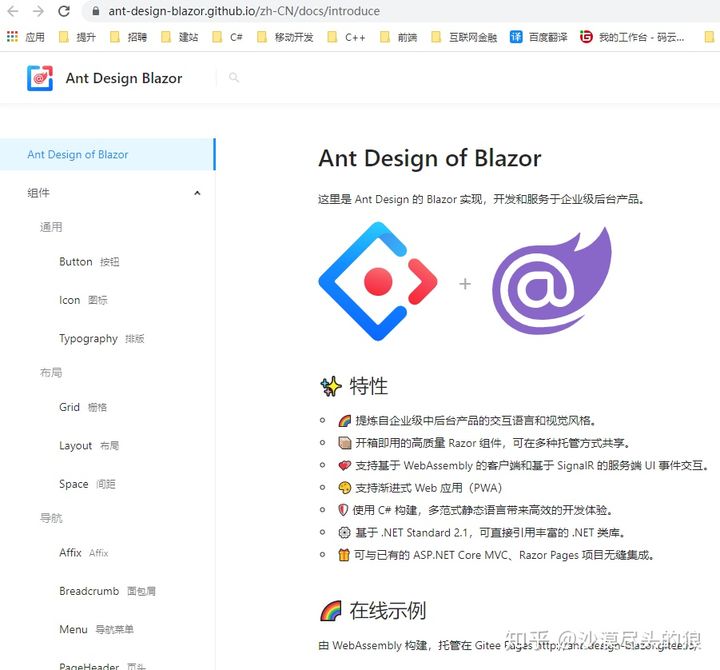 ant-design-blazor.github.io/zh-CN/docs/introduce
应用 提升 招聘 建站 C# 移动开发 C++ 前端 互联网金融 译 百度翻译 G 我的工作台 - 码云...
Ant Design Blazor
Ant Design of Blazor
组件
通用
Button 按钮
Icon 图标
Typography 排版
布局
Grid 栅格
Layout 布局
Space 间距
导航
Affix Affix
Breadcrumb 面包屑
Menu 导航菜单
PageHeader 页头
Ant Design of Blazor
这里是 Ant Design 的 Blazor 实现，开发和服务于企业级后台产品。
+ @
✨ 特性
🌈 提炼自企业级中后台产品的交互语言和视觉风格。
📦 开箱即用的高质量 Razor 组件，可在多种托管方式共享。
💕 支持基于 WebAssembly 的客户端和基于 SignalR 的服务端 UI 事件交互。
🎨 支持渐进式 Web 应用（PWA）
🛡 使用 C# 构建，多范式静态语言带来高效的开发体验。
⚙️ 基于 .NET Standard 2.1，可直接引用丰富的 .NET 类库。
🎁 可与已有的 ASP.NET Core MVC、Razor Pages 项目无缝集成。
🌈 在线示例
由 WebAssembly 构建，托管在 Gitee Pages http://ant-design-blazor.gitee.io/
知乎 @沙漠尽头的狼